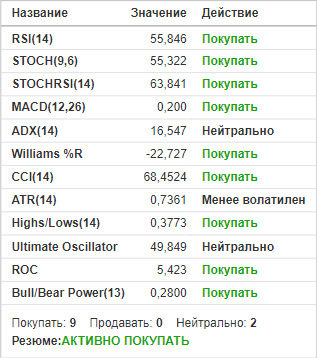 Название Значение Действие
RSI(14) 55,846 Покупать
STOCH(9,6) 55,322 Покупать
STOCHRSI(14) 63,841 Покупать
MACD(12,26) 0,200 Покупать
ADX(14) 16,547 Нейтрально
Williams %R -22,727 Покупать
CCI(14) 68,4524 Покупать
ATR(14) 0,7361 Менее волатилен
Highs/Lows(14) 0,3773 Покупать
Ultimate Oscillator 49,849 Нейтрально
ROC 5,423 Покупать
Bull/Bear Power(13) 0,2800 Покупать
Покупать: 9 Продавать: 0 Нейтрально: 2
Резюме:АКТИВНО ПОКУПАТЬ